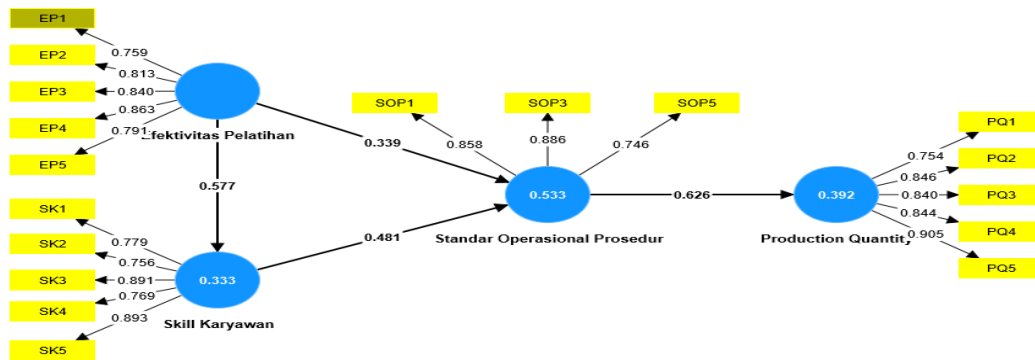 EP1
0.759
EP2
0.813
EP3
0.840
EP4
0.863
EP5
0.791
Efektivitas Pelatihan
0.577
0.339
SK1
0.779
SK2
0.756
SK3
0.891
SK4
0.769
SK5
0.893
0.333
Skill Karyawan
0.481
SOP1
0.858
SOP3
0.886
SOP5
0.746
0.533
Standar Operasional Prosedur
0.626
0.392
Production Quantity
PQ1
0.754
PQ2
0.846
PQ3
0.840
PQ4
0.844
PQ5
0.905